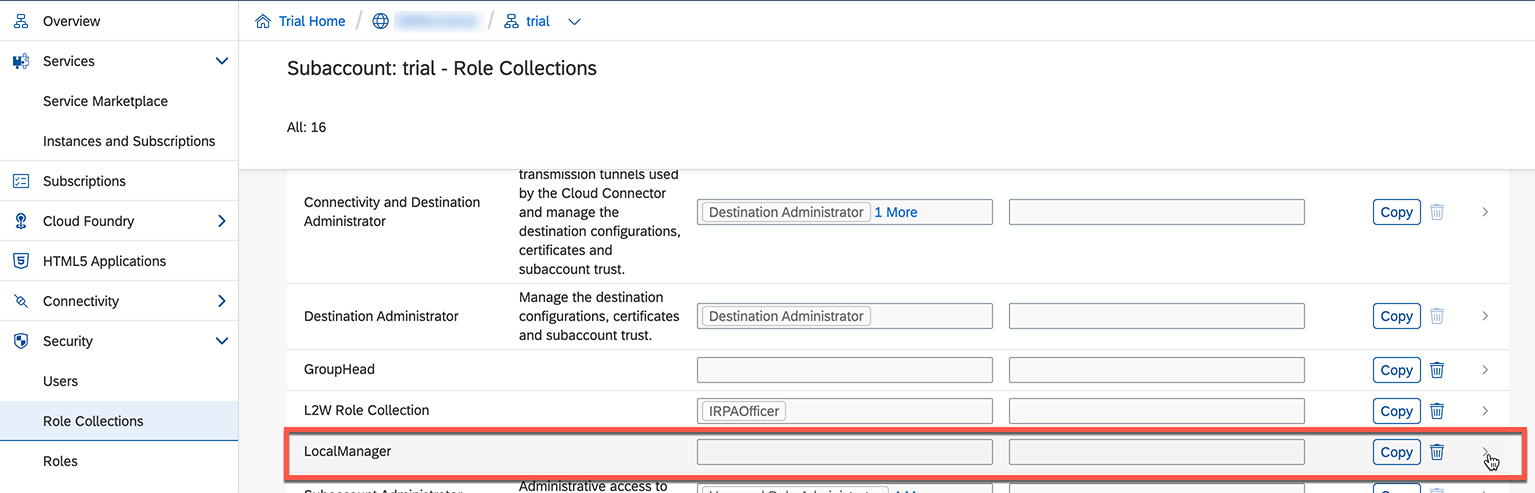 Overview
Services
Service Marketplace
Instances and Subscriptions
Subscriptions
Cloud Foundry
HTML5 Applications
Connectivity
Security
Users
Role Collections
Roles
Trial Home / / trial
Subaccount: trial - Role Collections
All: 16
Connectivity and Destination
Administrator
transmission tunnels used
by the Cloud Connector
and manage the
destination configurations,
certificates and
subaccount trust.
Destination Administrator 1 More
Copy
Destination Administrator
Manage the destination
configurations, certificates
and subaccount trust.
Destination Administrator
Copy
GroupHead
Copy
L2W Role Collection
IRPAOfficer
Copy
LocalManager
Copy
Subaccount Administrator
Administrative access to